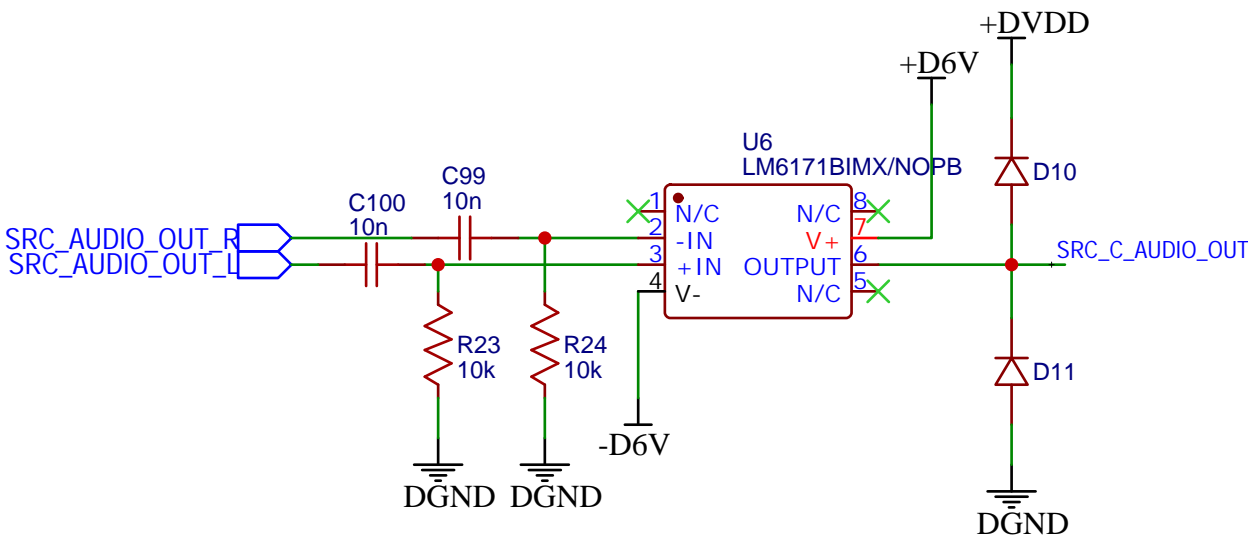 +DVDD
+D6V
U6
LM6171BIMX/NOPB
D10
C99
10n
C100
10n
1
N/C
N/C
8
SRC_AUDIO_OUT_R
2
-IN
V+
7
SRC_AUDIO_OUT_L
3
+IN
OUTPUT
6
SRC_C_AUDIO_OUT
4
V-
N/C
5
R23
10k
R24
10k
D11
-D6V
DGND
DGND
DGND